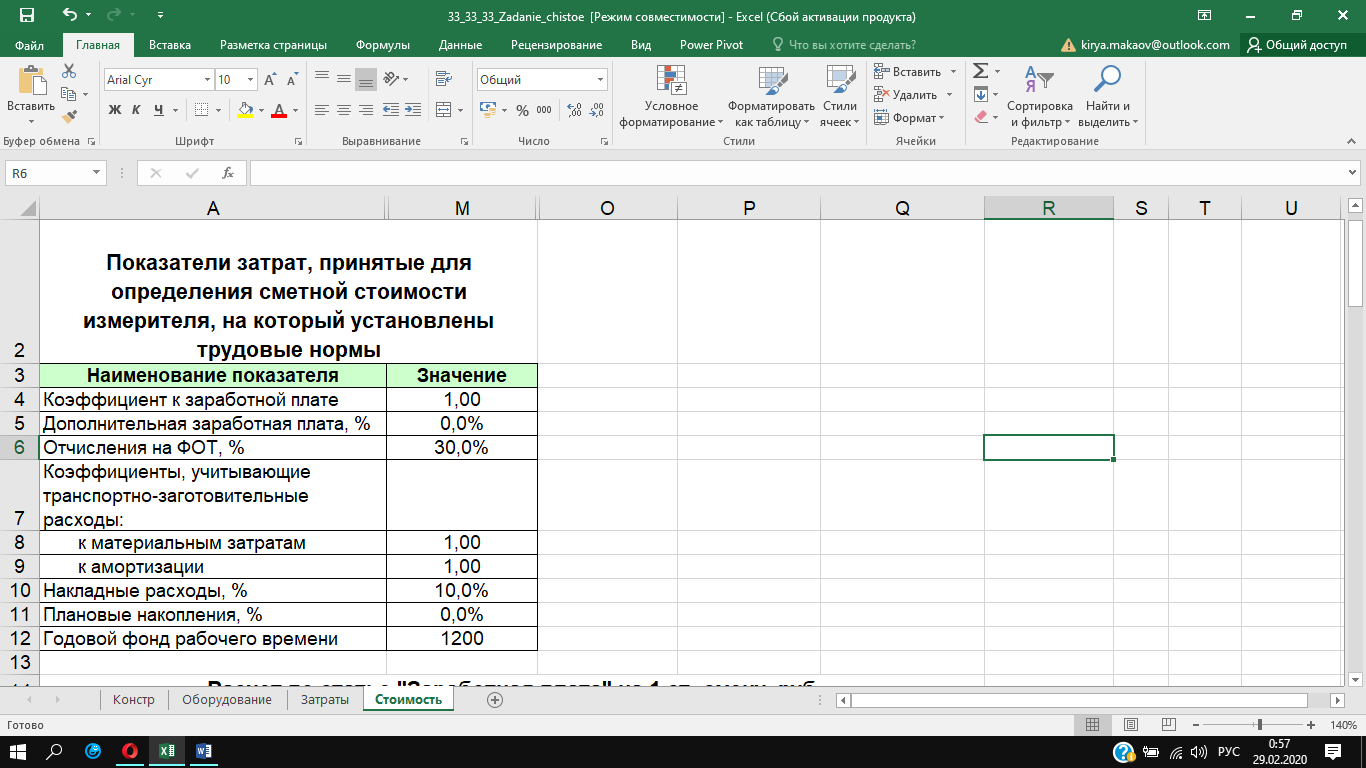 33_33_33_Zadanie_chistoe [Режим совместимости] - Excel (Сбой активации продукта)
Файл Главная Вставка Разметка страницы Формулы Данные Рецензирование Вид Power Pivot Что вы хотите сделать? kirya.makaov@outlook.com Общий доступ
Вставить
Arial Cyr 10
Ж К Ч
Общий
% 000
Условное форматирование
Форматировать как таблицу
Стили ячеек
Вставить
Удалить
Формат
Сортировка и фильтр
Найти и выделить
Буфер обмена Шрифт Выравнивание Число Стили Ячейки Редактирование
R6 fx
A M O P Q R S T U
2 Показатели затрат, принятые для
определения сметной стоимости
измерителя, на который установлены
трудовые нормы
3 Наименование показателя Значение
4 Коэффициент к заработной плате 1,00
5 Дополнительная заработная плата, % 0,0%
6 Отчисления на ФОТ, % 30,0%
7 Коэффициенты, учитывающие
транспортно-заготовительные
расходы:
8 к материальным затратам 1,00
9 к амортизации 1,00
10 Накладные расходы, % 10,0%
11 Плановые накопления, % 0,0%
12 Годовой фонд рабочего времени 1200
13
Констр Оборудование Затраты Стоимость
Готово 140%
РУС 0:57
29.02.2020